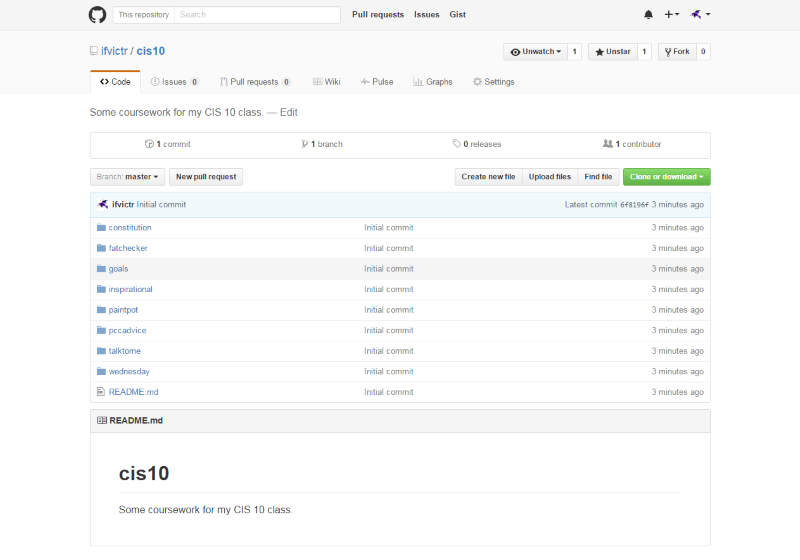 This repository Search Pull requests Issues Gist
ifvictr / cis10 Unwatch 1 Unstar 1 Fork 0
Code Issues 0 Pull requests 0 Wiki Pulse Graphs Settings
Some coursework for my CIS 10 class. — Edit
1 commit 1 branch 0 releases 1 contributor
Branch: master New pull request Create new file Upload files Find file Clone or download
ifvictr Initial commit Latest commit 6f8196f 3 minutes ago
constitution Initial commit 3 minutes ago
fatchecker Initial commit 3 minutes ago
goals Initial commit 3 minutes ago
inspirational Initial commit 3 minutes ago
paintpot Initial commit 3 minutes ago
pccadvice Initial commit 3 minutes ago
talktome Initial commit 3 minutes ago
wednesday Initial commit 3 minutes ago
README.md Initial commit 3 minutes ago
README.md
cis10
Some coursework for my CIS 10 class.